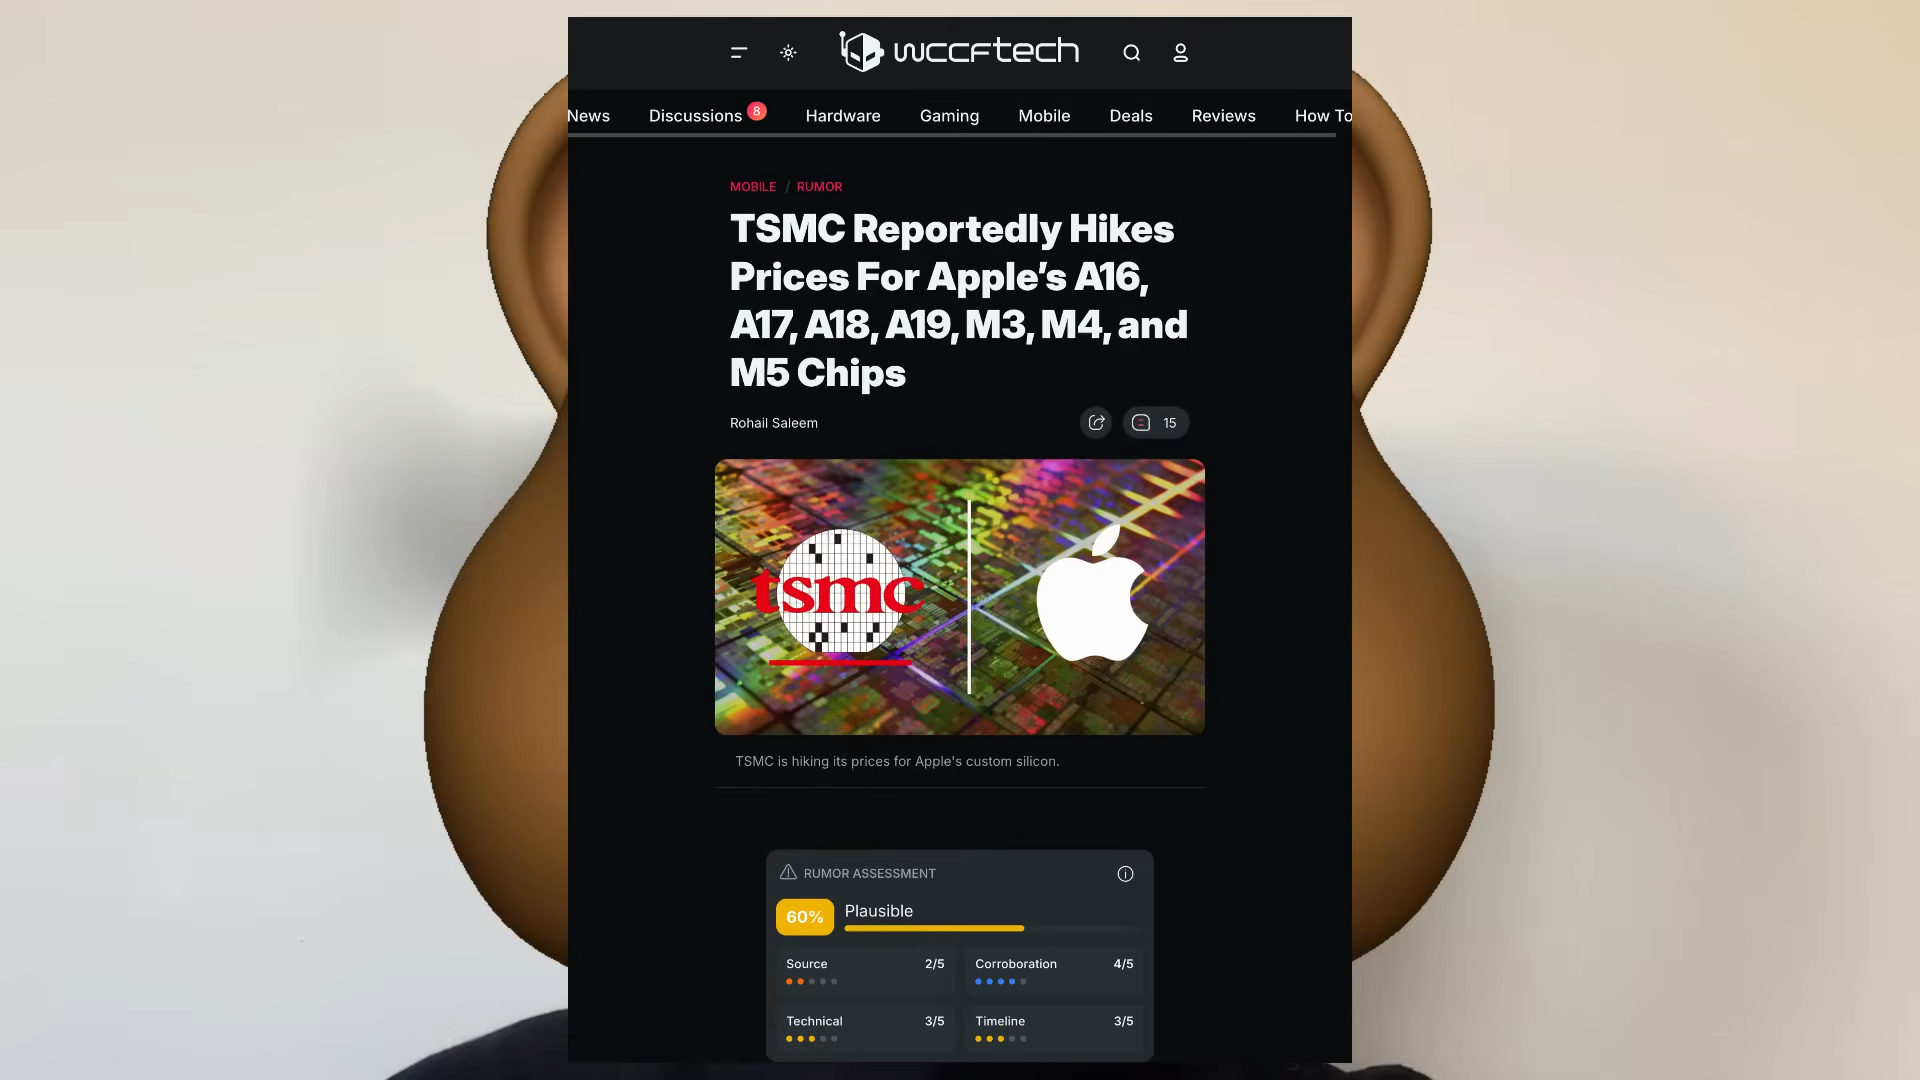 wccftech
News Discussions 8 Hardware Gaming Mobile Deals Reviews How To
MOBILE / RUMOR
TSMC Reportedly Hikes
Prices For Apple’s A16,
A17, A18, A19, M3, M4, and
M5 Chips
Rohail Saleem 15
tsmc
TSMC is hiking its prices for Apple's custom silicon.
RUMOR ASSESSMENT
60% Plausible
Source 2/5 Corroboration 4/5
Technical 3/5 Timeline 3/5